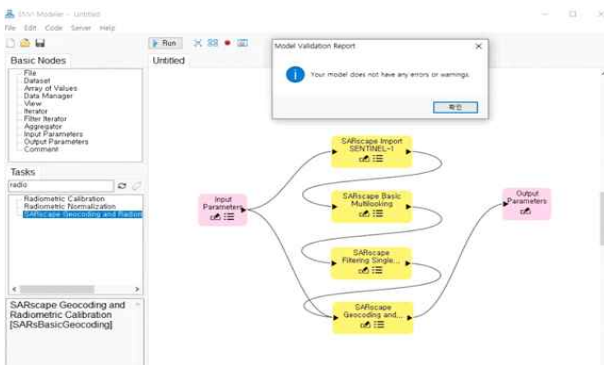 ENVI Modeler - Untitled
File Edit Code Server Help
Run
Basic Nodes
File
Dataset
Array of Values
Data Manager
View
Iterator
Filter Iterator
Aggregator
Input Parameters
Output Parameters
Comment
Tasks
radio
Radiometric Calibration
Radiometric Normalization
SARscape Geocoding and Radion
SARscape Geocoding and
Radiometric Calibration
[SARsBasicGeocoding]
Untitled
Model Validation Report
Your model does not have any errors or warnings.
확인
Input
Parameters
SARscape Import
SENTINEL-1
SARscape Basic
Multilooking
SARscape
Filtering Single...
SARscape
Geocoding and...
Output
Parameters